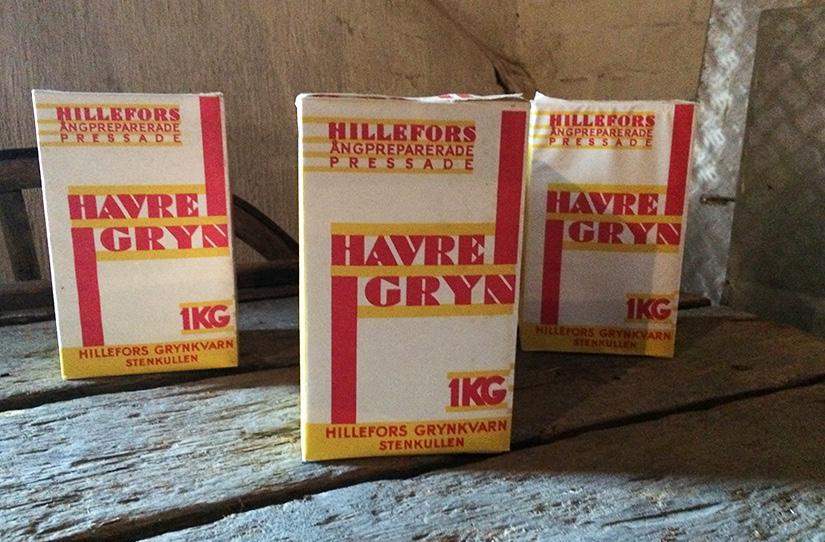 HILLEFORS
ÅNGPREPARERADE
PRESSADE
HAVRE
GRYN
1KG
HILLEFORS GRYNKVARN
STENKULLEN
HILLEFORS
ÅNGPREPARERADE
PRESSADE
HAVRE
GRYN
1KG
HILLEFORS GRYNKVARN
STENKULLEN
HILLEFORS
ÅNGPREPARERADE
PRESSADE
HAVRE
GRYN
1KG
HILLEFORS GRYNKVARN
STENKULLEN